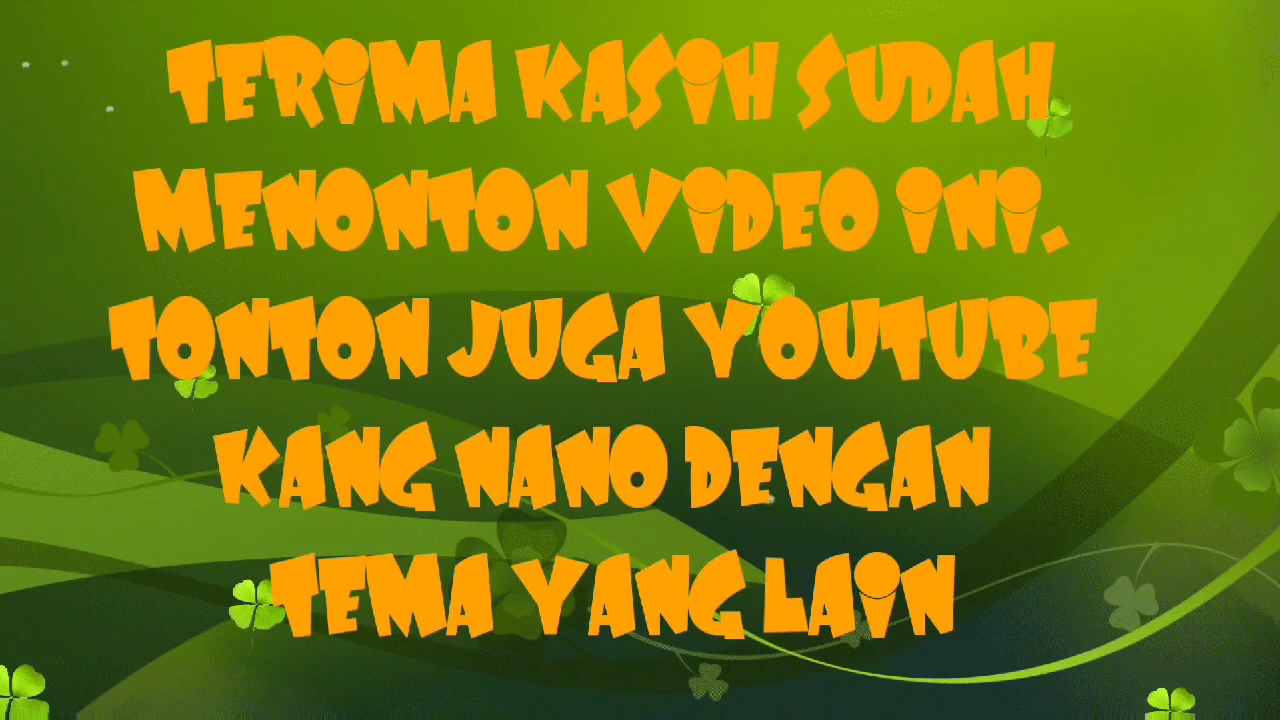 TERIMA KASIH SUDAH
MENONTON VIDEO INI.
TONTON JUGA YOUTUBE
KANG NANO DENGAN
TEMA YANG LAIN